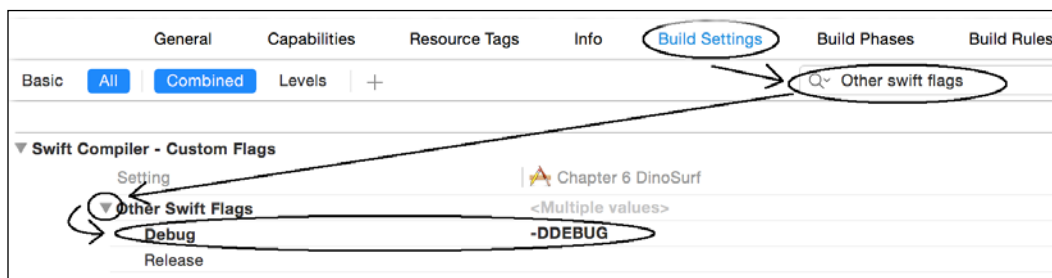 General Capabilities Resource Tags Info Build Settings Build Phases Build Rules
Basic All Combined Levels + Other swift flags
Swift Compiler - Custom Flags
Setting Chapter 6 DinoSurf
Other Swift Flags <Multiple values>
Debug -DDEBUG
Release